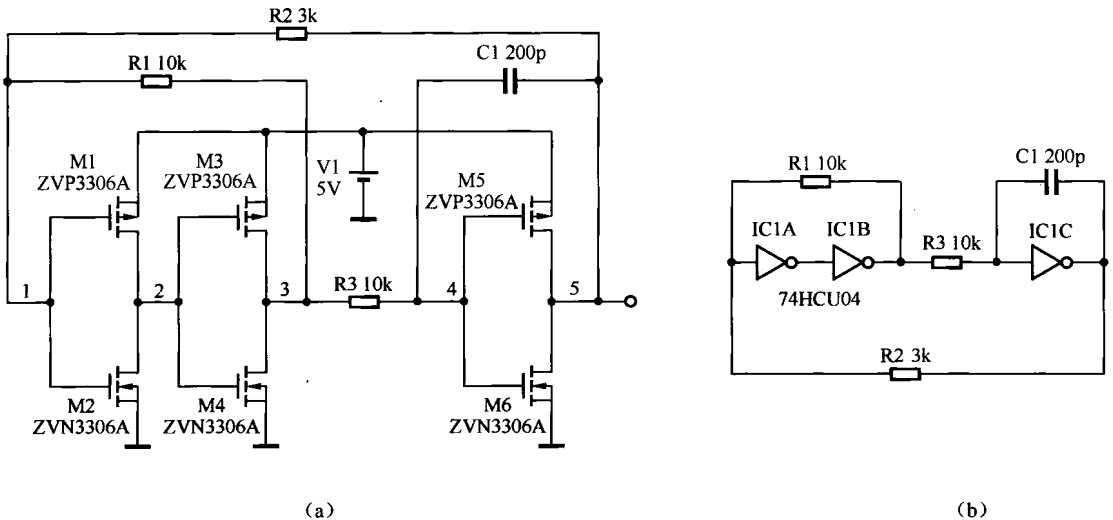 R2 3k
R1 10k
C1 200p
M1
ZVP3306A
M3
ZVP3306A
V1
5V
M5
ZVP3306A
1
2
3
R3 10k
4
5
M2
ZVN3306A
M4
ZVN3306A
M6
ZVN3306A
(a)
R1 10k
C1 200p
IC1A
IC1B
R3 10k
IC1C
74HCU04
R2 3k
(b)